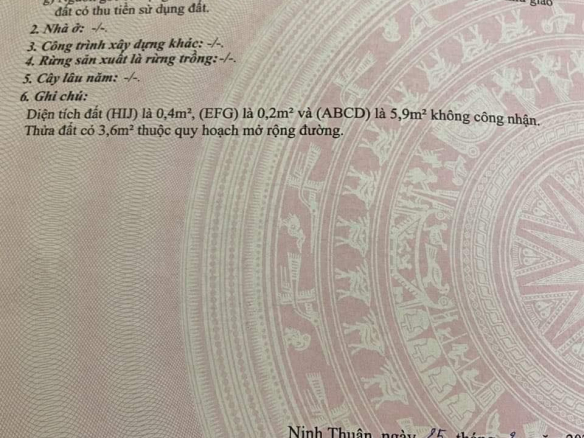 đất có thu tiền sử dụng đất.
2. Nhà ở: -/-.
3. Công trình xây dựng khác: -/-.
4. Rừng sản xuất là rừng trồng: -/-.
5. Cây lâu năm: -/-.
6. Ghi chú:
Diện tích đất (HIJ) là 0,4m², (EFG) là 0,2m² và (ABCD) là 5,9m² không công nhận.
Thửa đất có 3,6m² thuộc quy hoạch mở rộng đường.
Ninh Thuận, ngày 25 tháng